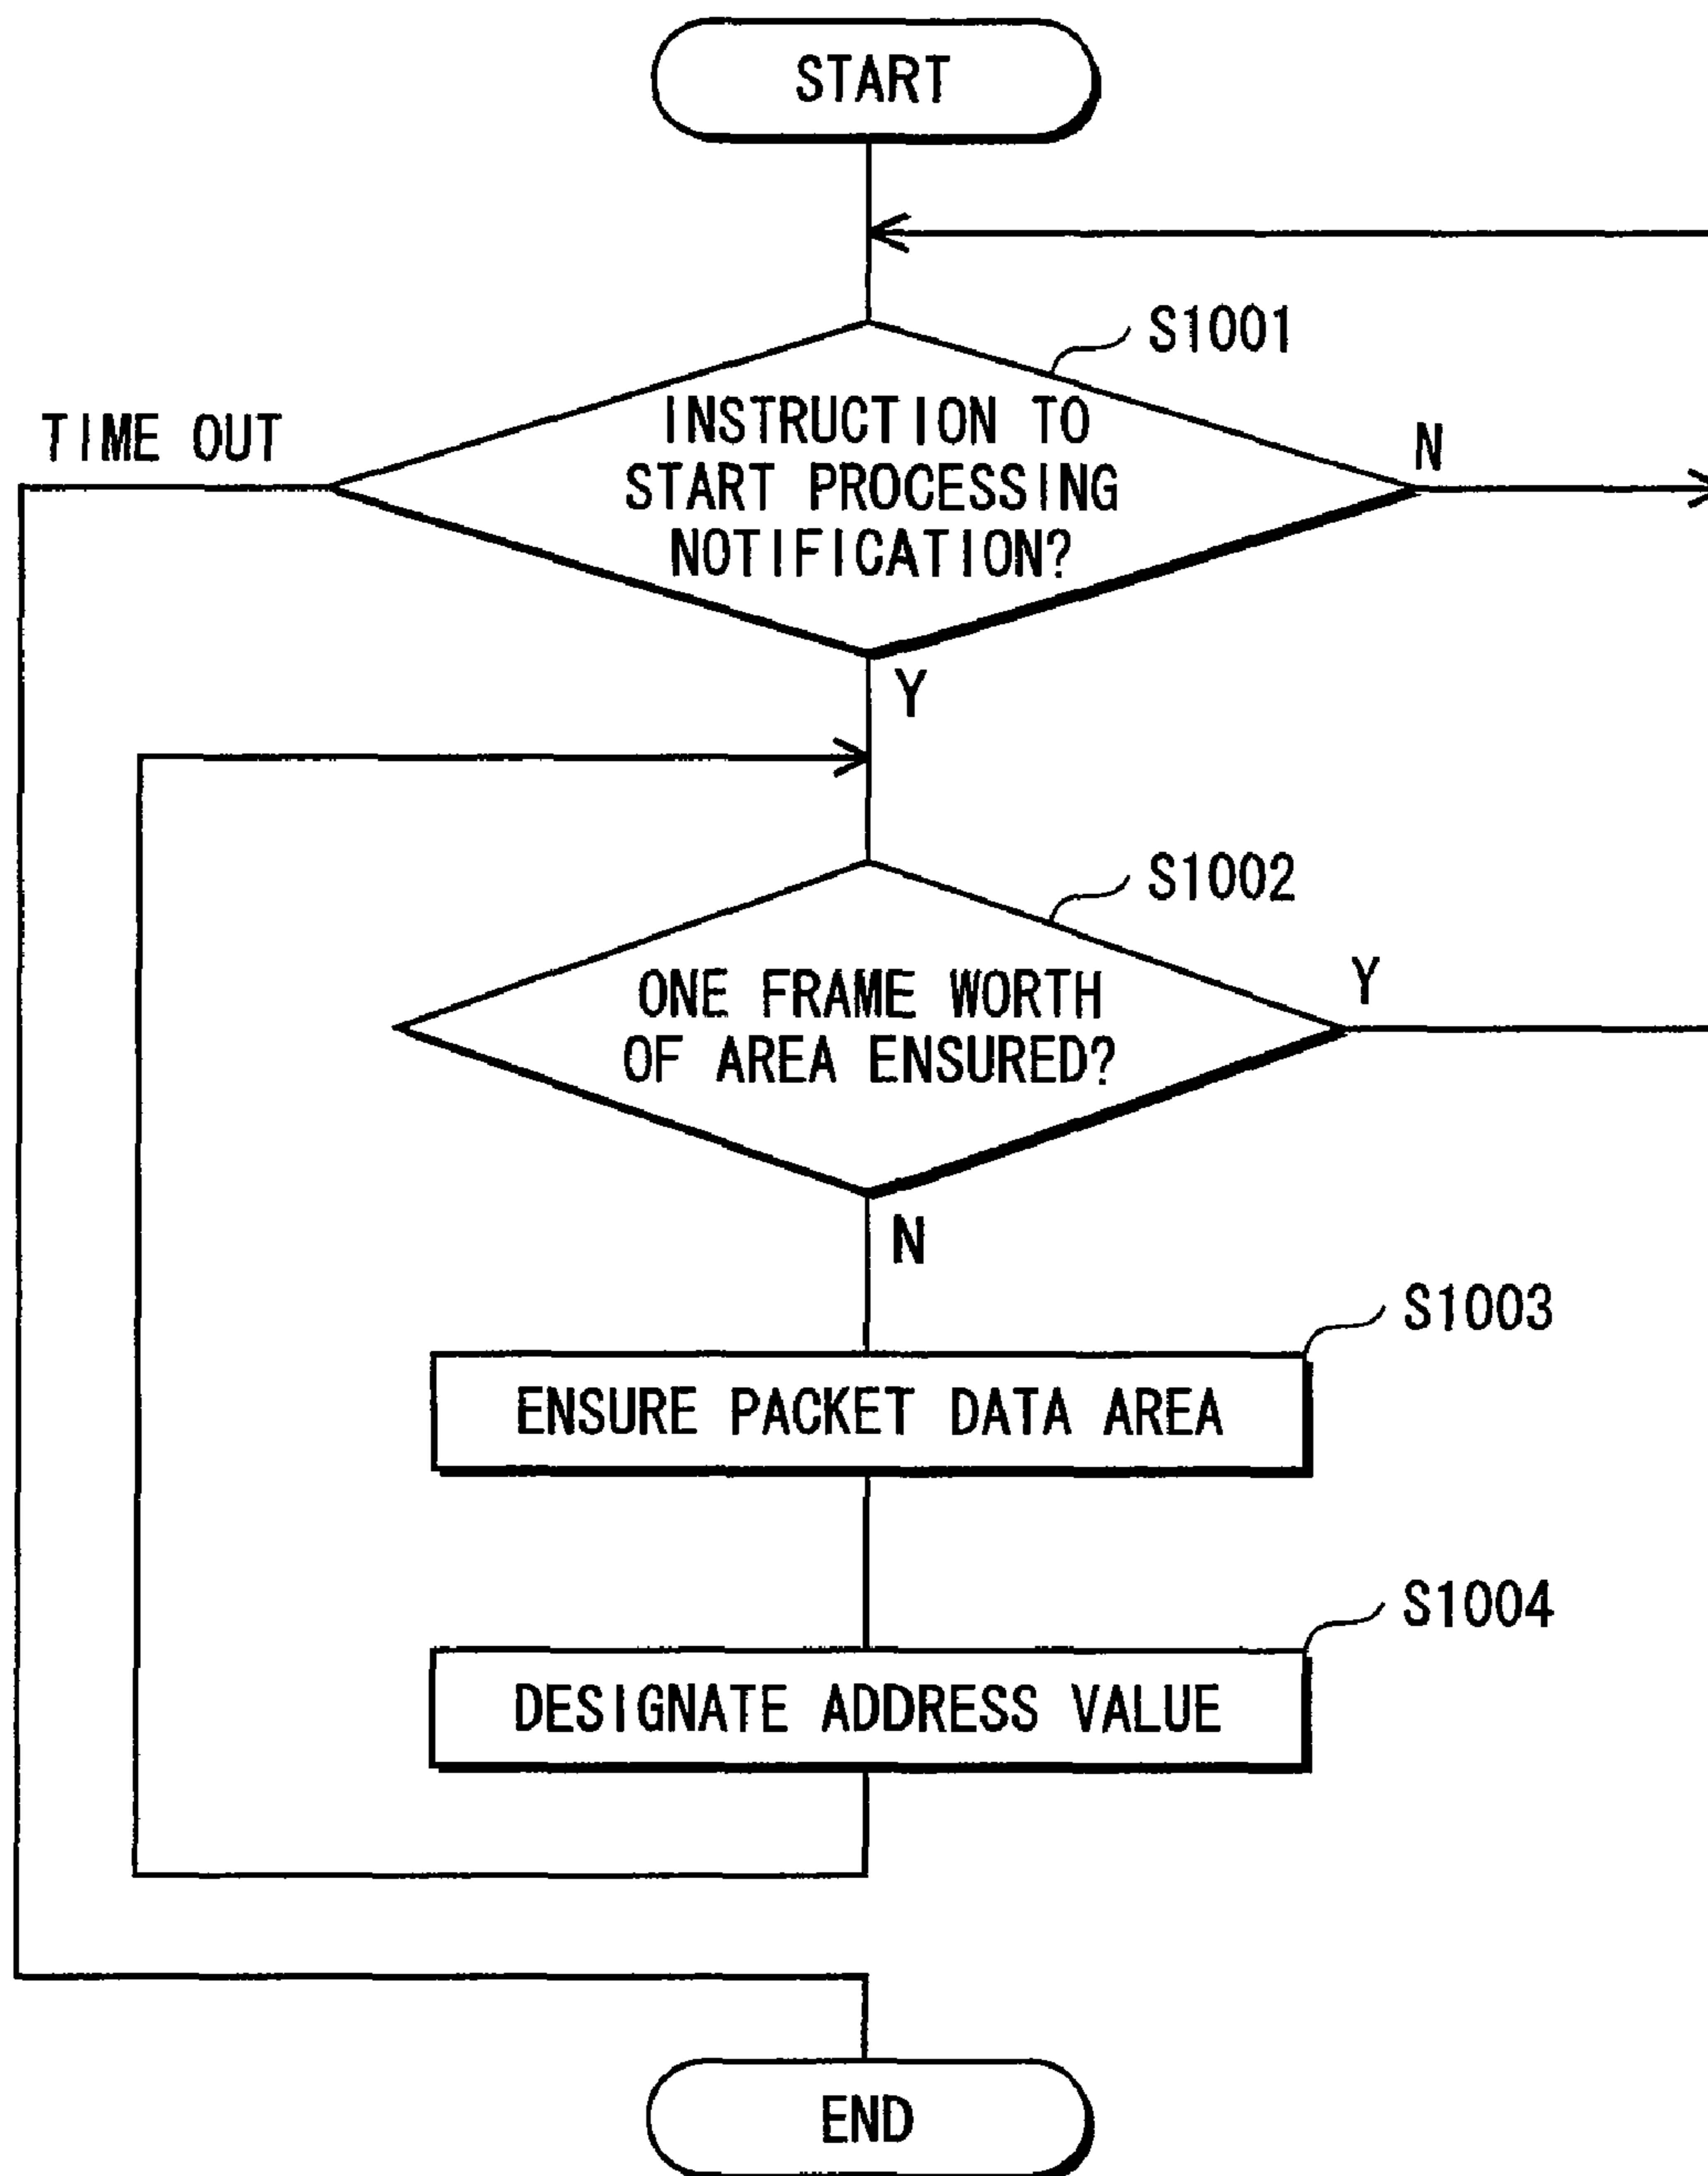 START
S1001
TIME OUT
INSTRUCTION TO
START PROCESSING
NOTIFICATION?
N
Y
S1002
ONE FRAME WORTH
OF AREA ENSURED?
Y
N
S1003
ENSURE PACKET DATA AREA
S1004
DESIGNATE ADDRESS VALUE
END